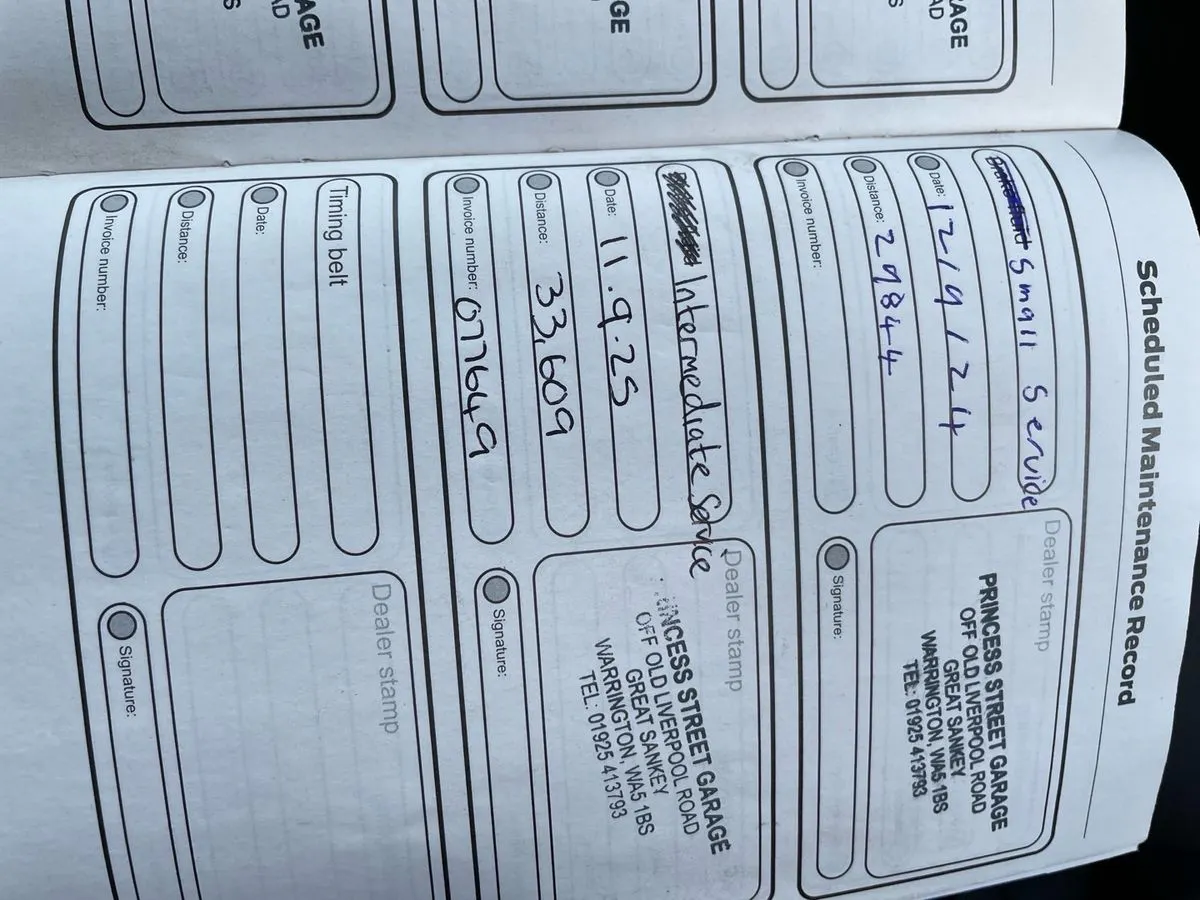 Scheduled Maintenance Record
Small Servide
Date: 12/9/24
Distance: 29844
Invoice number:
Dealer stamp
PRINCESS STREET GARAGE
OFF OLD LIVERPOOL ROAD
GREAT SANKEY
WARRINGTON, WA5 1BS
TEL: 01925 413793
Signature:
Intermediate Service
Date: 11.9.25
Distance: 33,609
Invoice number: 077649
Dealer stamp
INCESS STREET GARAGE
OFF OLD LIVERPOOL ROAD
GREAT SANKEY
WARRINGTON, WA5 1BS
TEL: 01925 413793
Signature:
Timing belt
Date:
Distance:
Invoice number:
Dealer stamp
Signature: